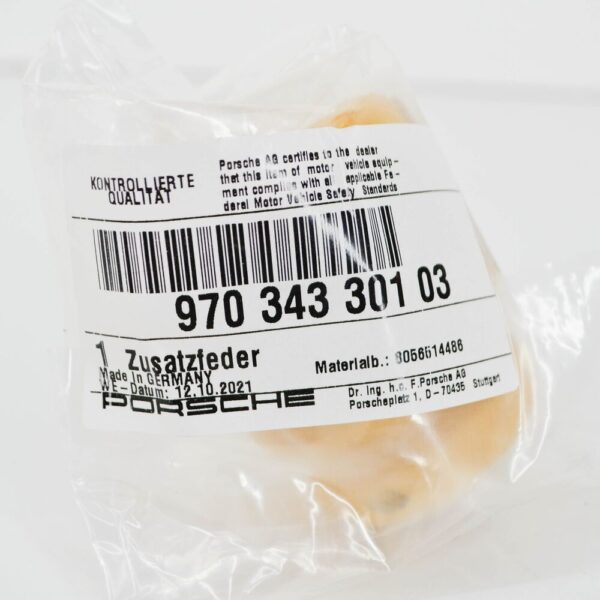 KONTROLLIERTE
QUALITÄT
Porsche AG certifies to the dealer
that this item of motor vehicle equip-
ment complies with all applicable Fe-
deral Motor Vehicle Safety Standards
970 343 301 03
1 Zusatzfeder
Materialb.: 8056514486
Made in GERMANY
WE-Datum: 12.10.2021
PORSCHE
Dr. Ing. h.c. F.Porsche AG
Porscheplatz 1, D-70435 Stuttgart